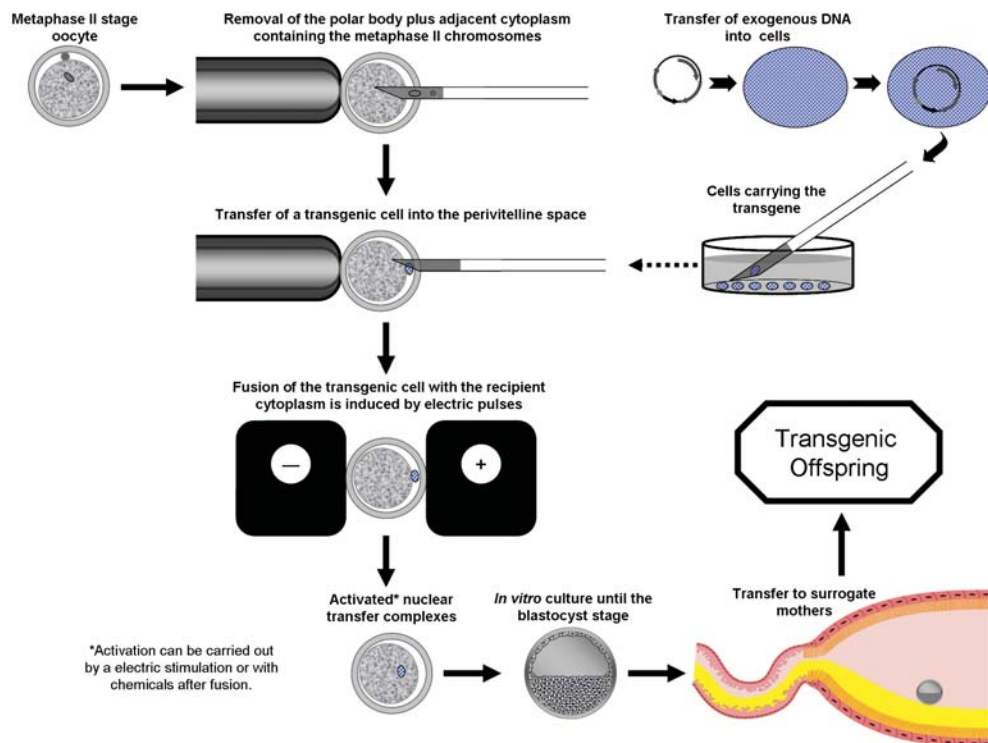 Metaphase II stage
oocyte
Removal of the polar body plus adjacent cytoplasm
containing the metaphase II chromosomes
Transfer of exogenous DNA
into cells
Cells carrying the
transgene
Transfer of a transgenic cell into the perivitelline space
Fusion of the transgenic cell with the recipient
cytoplasm is induced by electric pulses
—
+
Transgenic
Offspring
Activated* nuclear
transfer complexes
In vitro culture until the
blastocyst stage
Transfer to surrogate
mothers
*Activation can be carried out
by a electric stimulation or with
chemicals after fusion.